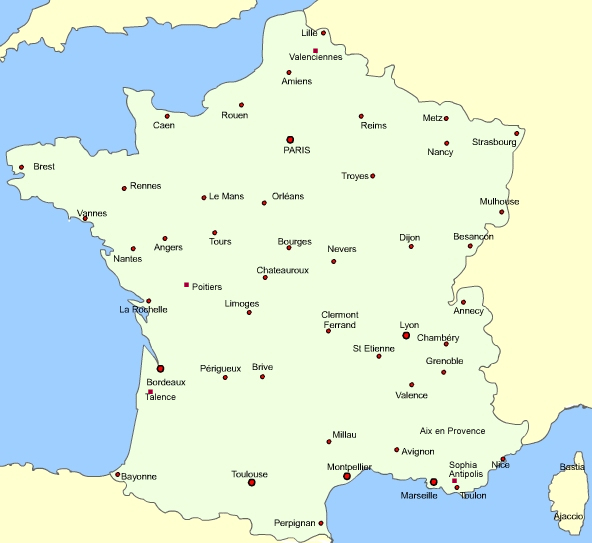 Lille
Valenciennes
Amiens
Rouen
Caen
Reims
Metz
Strasbourg
PARIS
Nancy
Brest
Troyes
Rennes
Le Mans
Orléans
Mulhouse
Vannes
Angers
Tours
Bourges
Nevers
Dijon
Besancon
Nantes
Chateauroux
Poitiers
La Rochelle
Limoges
Clermont
Ferrand
Lyon
Annecy
Chambéry
St Etienne
Grenoble
Périgueux
Brive
Bordeaux
Talence
Valence
Millau
Aix en Provence
Avignon
Bayonne
Toulouse
Montpellier
Sophia
Antipolis
Nice
Bastia
Marseille
Toulon
Perpignan
Ajaccio